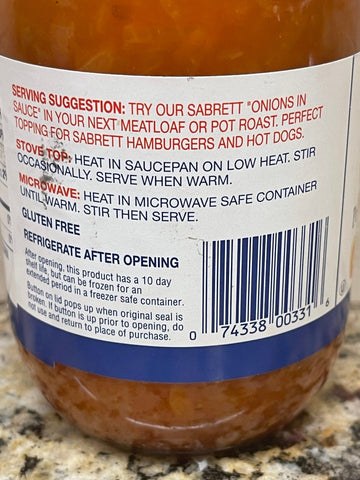 SERVING SUGGESTION: TRY OUR SABRETT "ONIONS IN
SAUCE" IN YOUR NEXT MEATLOAF OR POT ROAST. PERFECT
TOPPING FOR SABRETT HAMBURGERS AND HOT DOGS.
STOVE TOP: HEAT IN SAUCEPAN ON LOW HEAT. STIR
OCCASIONALLY. SERVE WHEN WARM.
MICROWAVE: HEAT IN MICROWAVE SAFE CONTAINER
UNTIL WARM. STIR THEN SERVE.
GLUTEN FREE
REFRIGERATE AFTER OPENING
After opening, this product has a 10 day
shelf life, but can be frozen for an
extended period in a freezer safe container.
Button on lid pops up when original seal is
broken. If button is up prior to opening, do
not use and return to place of purchase.
0 74338 00331 6